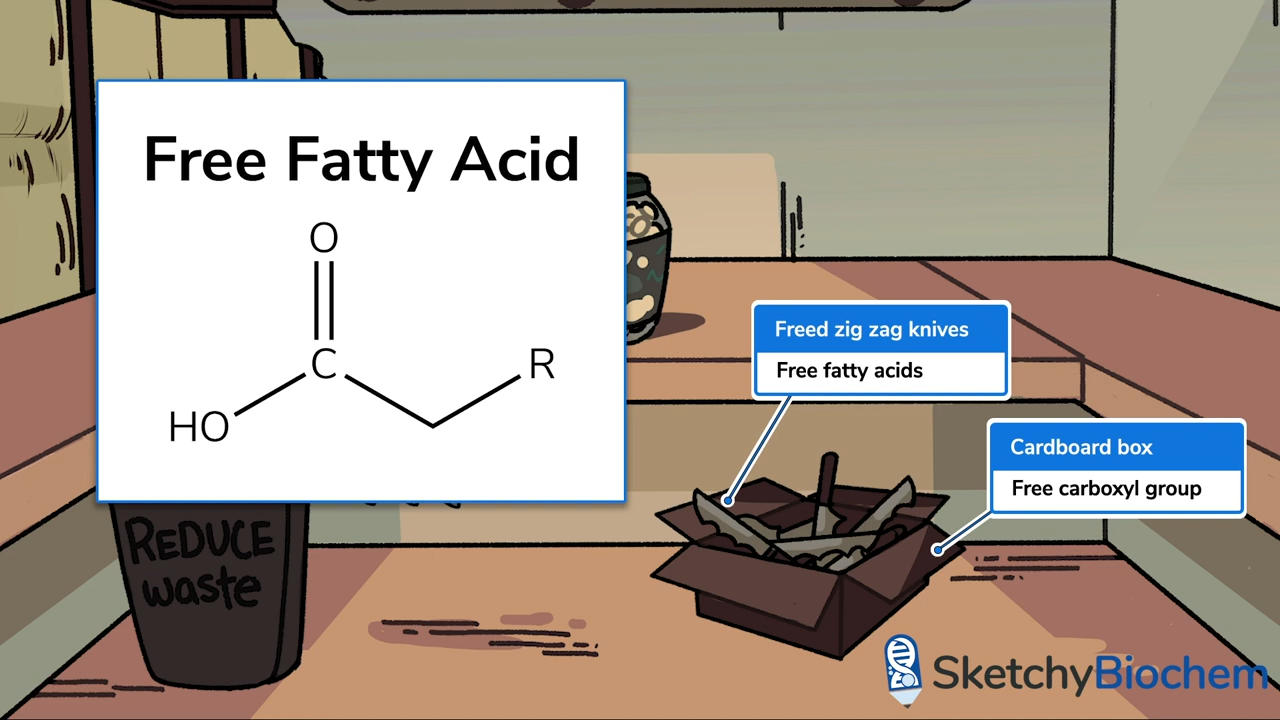 Free Fatty Acid
O
C
R
HO
Freed zig zag knives
Free fatty acids
Cardboard box
Free carboxyl group
REDUCE
waste
SketchyBiochem